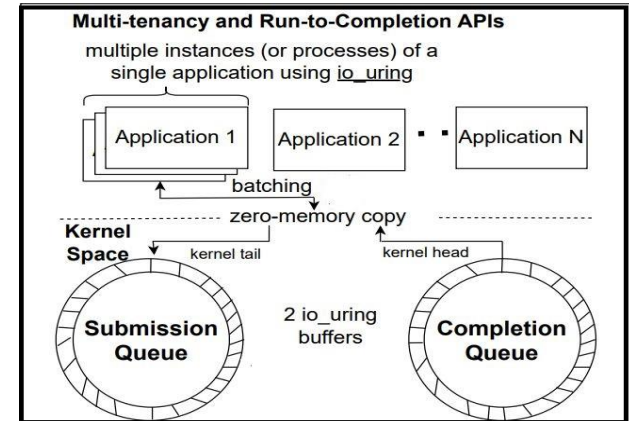 Multi-tenancy and Run-to-Completion APIs
multiple instances (or processes) of a
single application using io_uring
Application 1
Application 2
Application N
batching
zero-memory copy
Kernel
Space
kernel tail
kernel head
Submission
Queue
2 io_uring
buffers
Completion
Queue